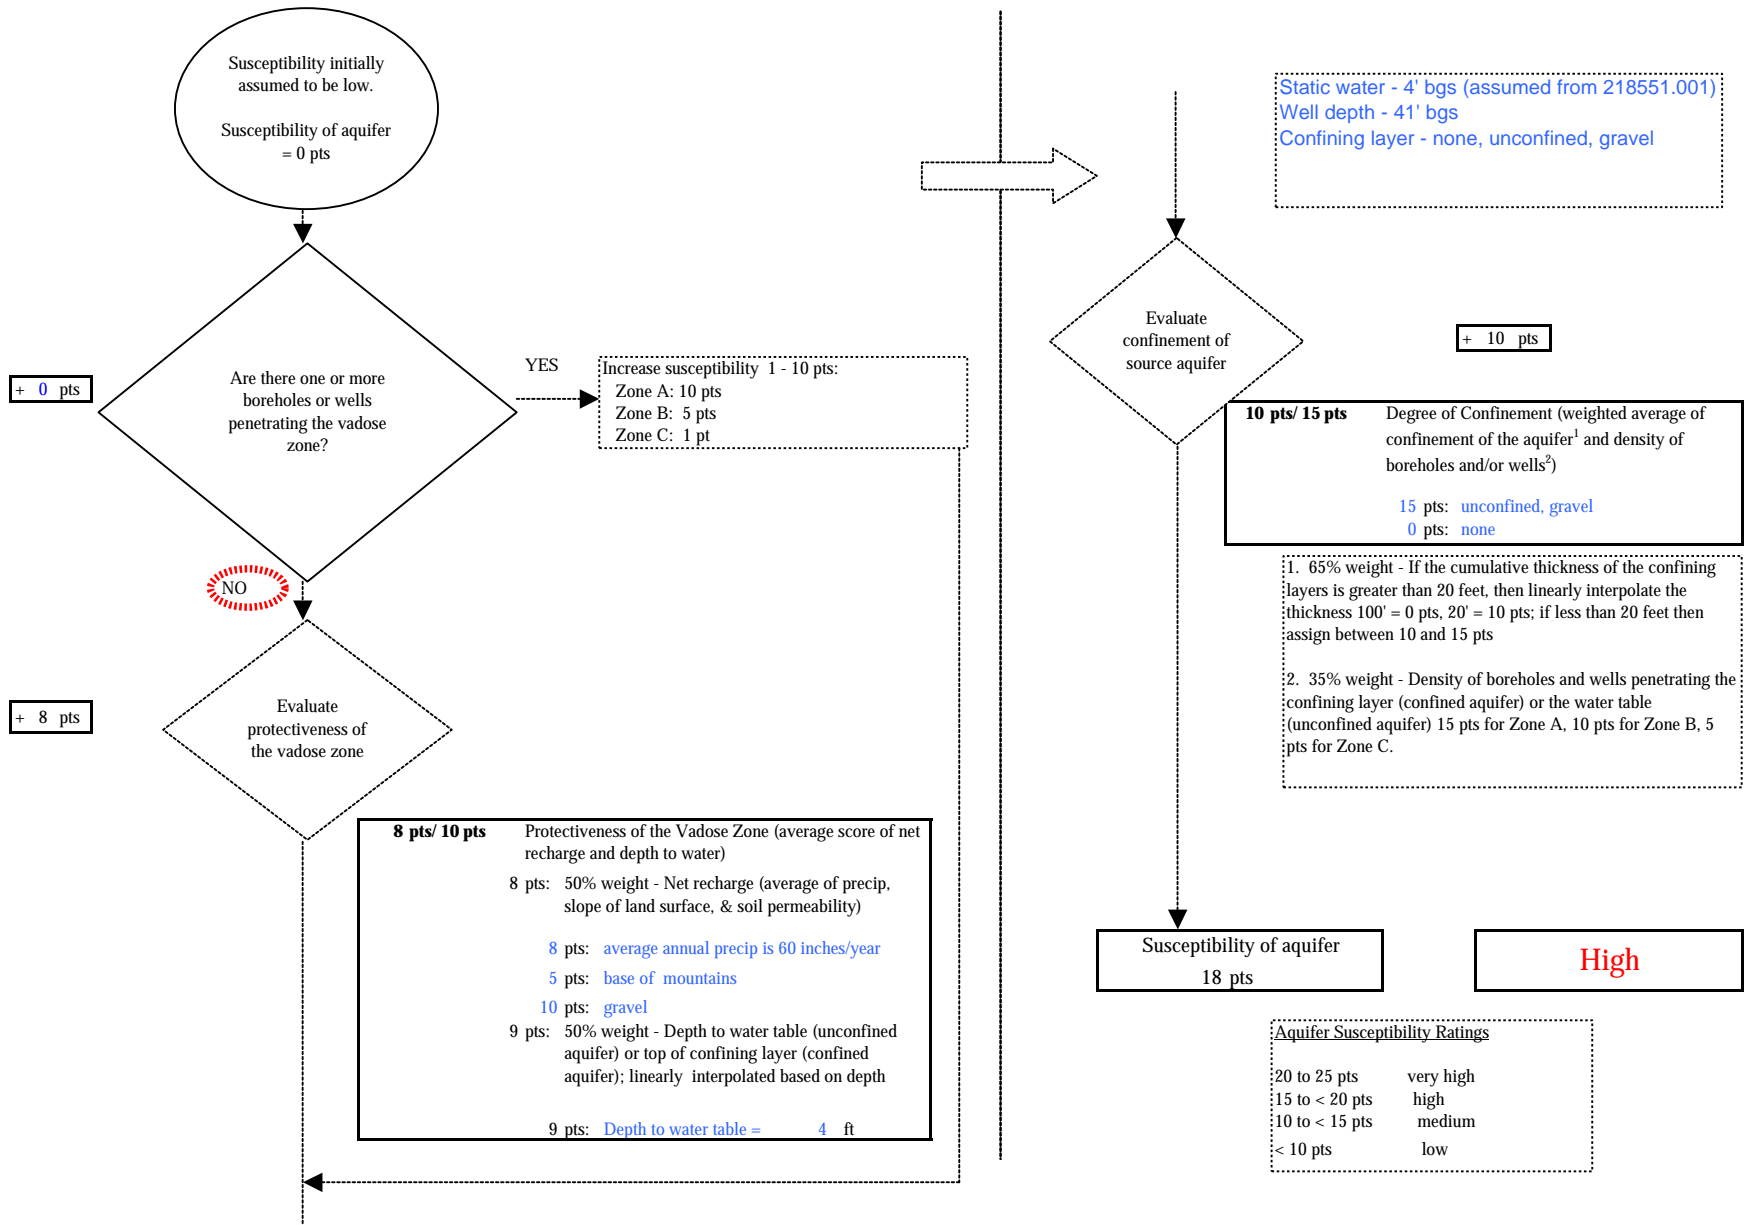 Susceptibility initially
assumed to be low.
Susceptibility of aquifer
= 0 pts
+ 0 pts
Are there one or more
boreholes or wells
penetrating the vadose
zone?
YES
Increase susceptibility 1 - 10 pts:
Zone A: 10 pts
Zone B: 5 pts
Zone C: 1 pt
NO
+ 8 pts
Evaluate
protectiveness of
the vadose zone
8 pts/ 10 pts Protectiveness of the Vadose Zone (average score of net
recharge and depth to water)
8 pts: 50% weight - Net recharge (average of precip,
slope of land surface, & soil permeability)
8 pts: average annual precip is 60 inches/year
5 pts: base of mountains
10 pts: gravel
9 pts: 50% weight - Depth to water table (unconfined
aquifer) or top of confining layer (confined
aquifer); linearly interpolated based on depth
9 pts: Depth to water table = 4 ft
Static water - 4' bgs (assumed from 218551.001)
Well depth - 41' bgs
Confining layer - none, unconfined, gravel
Evaluate
confinement of
source aquifer
+ 10 pts
10 pts/ 15 pts Degree of Confinement (weighted average of
confinement of the aquifer1 and density of
boreholes and/or wells2)
15 pts: unconfined, gravel
0 pts: none
1. 65% weight - If the cumulative thickness of the confining
layers is greater than 20 feet, then linearly interpolate the
thickness 100' = 0 pts, 20' = 10 pts; if less than 20 feet then
assign between 10 and 15 pts
2. 35% weight - Density of boreholes and wells penetrating the
confining layer (confined aquifer) or the water table
(unconfined aquifer) 15 pts for Zone A, 10 pts for Zone B, 5
pts for Zone C.
Susceptibility of aquifer
18 pts
High
Aquifer Susceptibility Ratings
20 to 25 pts very high
15 to < 20 pts high
10 to < 15 pts medium
< 10 pts low